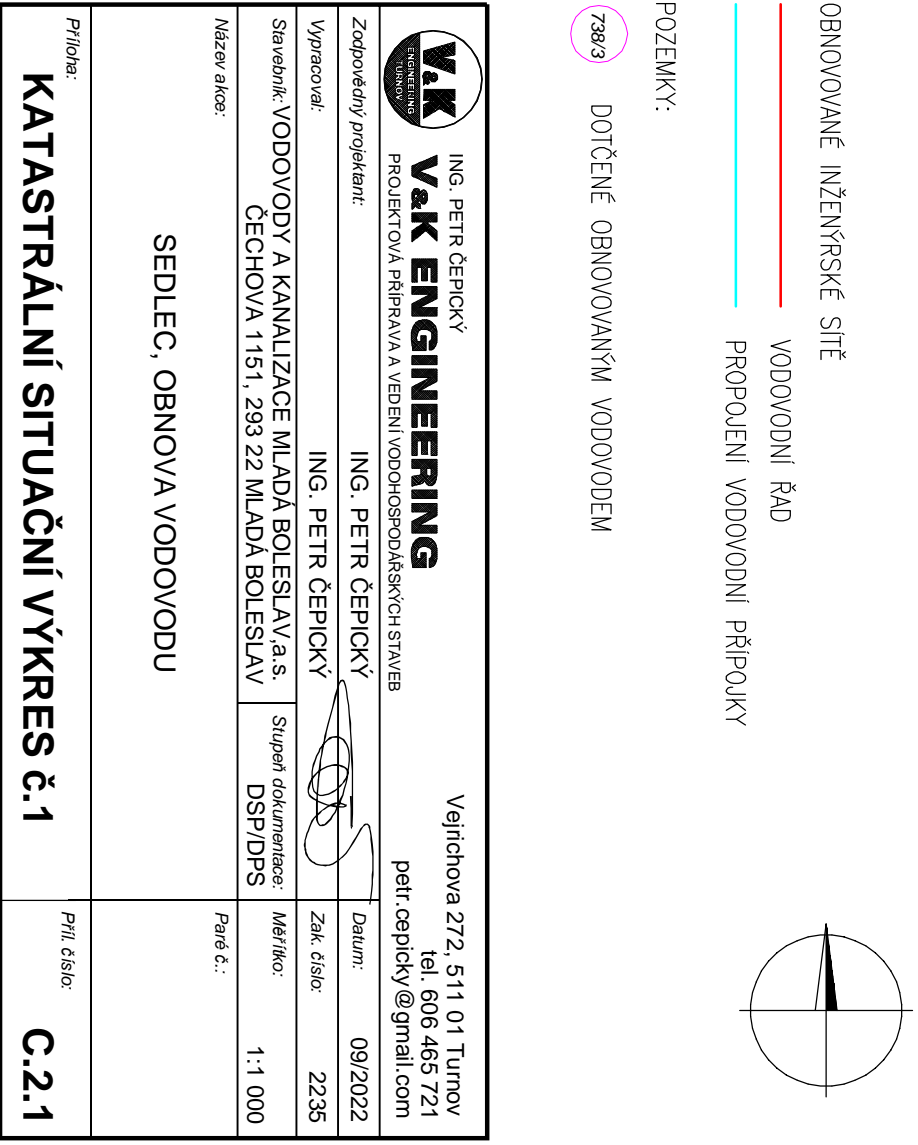 OBNOVOVANÉ INŽENÝRSKÉ SÍTĚ
VODOVODNÍ ŘAD
PROPOJENÍ VODOVODNÍ PŘÍPOJKY
POZEMKY:
738/3 DOTČENÉ OBNOVOVANÝM VODOVODEM
V&K
ENGINEERING
TURNOV
ING. PETR ČEPICKÝ
V&K ENGINEERING
PROJEKTOVÁ PŘÍPRAVA A VEDENÍ VODOHOSPODÁŘSKÝCH STAVEB
Vejrichova 272, 511 01 Turnov
tel. 606 465 721
petr.cepicky@gmail.com
Zodpovědný projektant: ING. PETR ČEPICKÝ
Datum: 09/2022
Vypracoval: ING. PETR ČEPICKÝ
Zak. číslo: 2235
Stavebník: VODOVODY A KANALIZACE MLADÁ BOLESLAV,a.s.
ČECHOVA 1151, 293 22 MLADÁ BOLESLAV
Stupeň dokumentace:
DSP/DPS
Měřítko: 1:1 000
Název akce:
SEDLEC, OBNOVA VODOVODU
Paré č.:
Příloha:
KATASTRÁLNÍ SITUAČNÍ VÝKRES č.1
Příl. číslo:
C.2.1